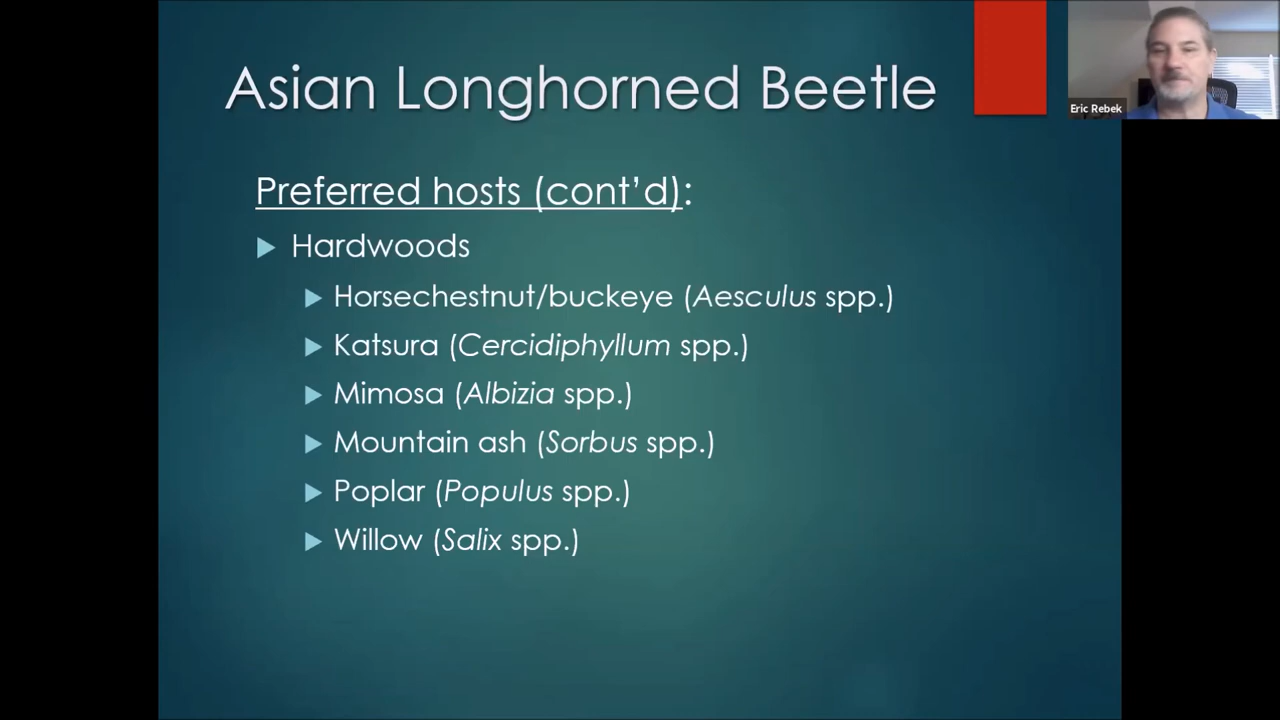 Asian Longhorned Beetle
Eric Rebek
Preferred hosts (cont’d):
Hardwoods
Horsechestnut/buckeye (Aesculus spp.)
Katsura (Cercidiphyllum spp.)
Mimosa (Albizia spp.)
Mountain ash (Sorbus spp.)
Poplar (Populus spp.)
Willow (Salix spp.)